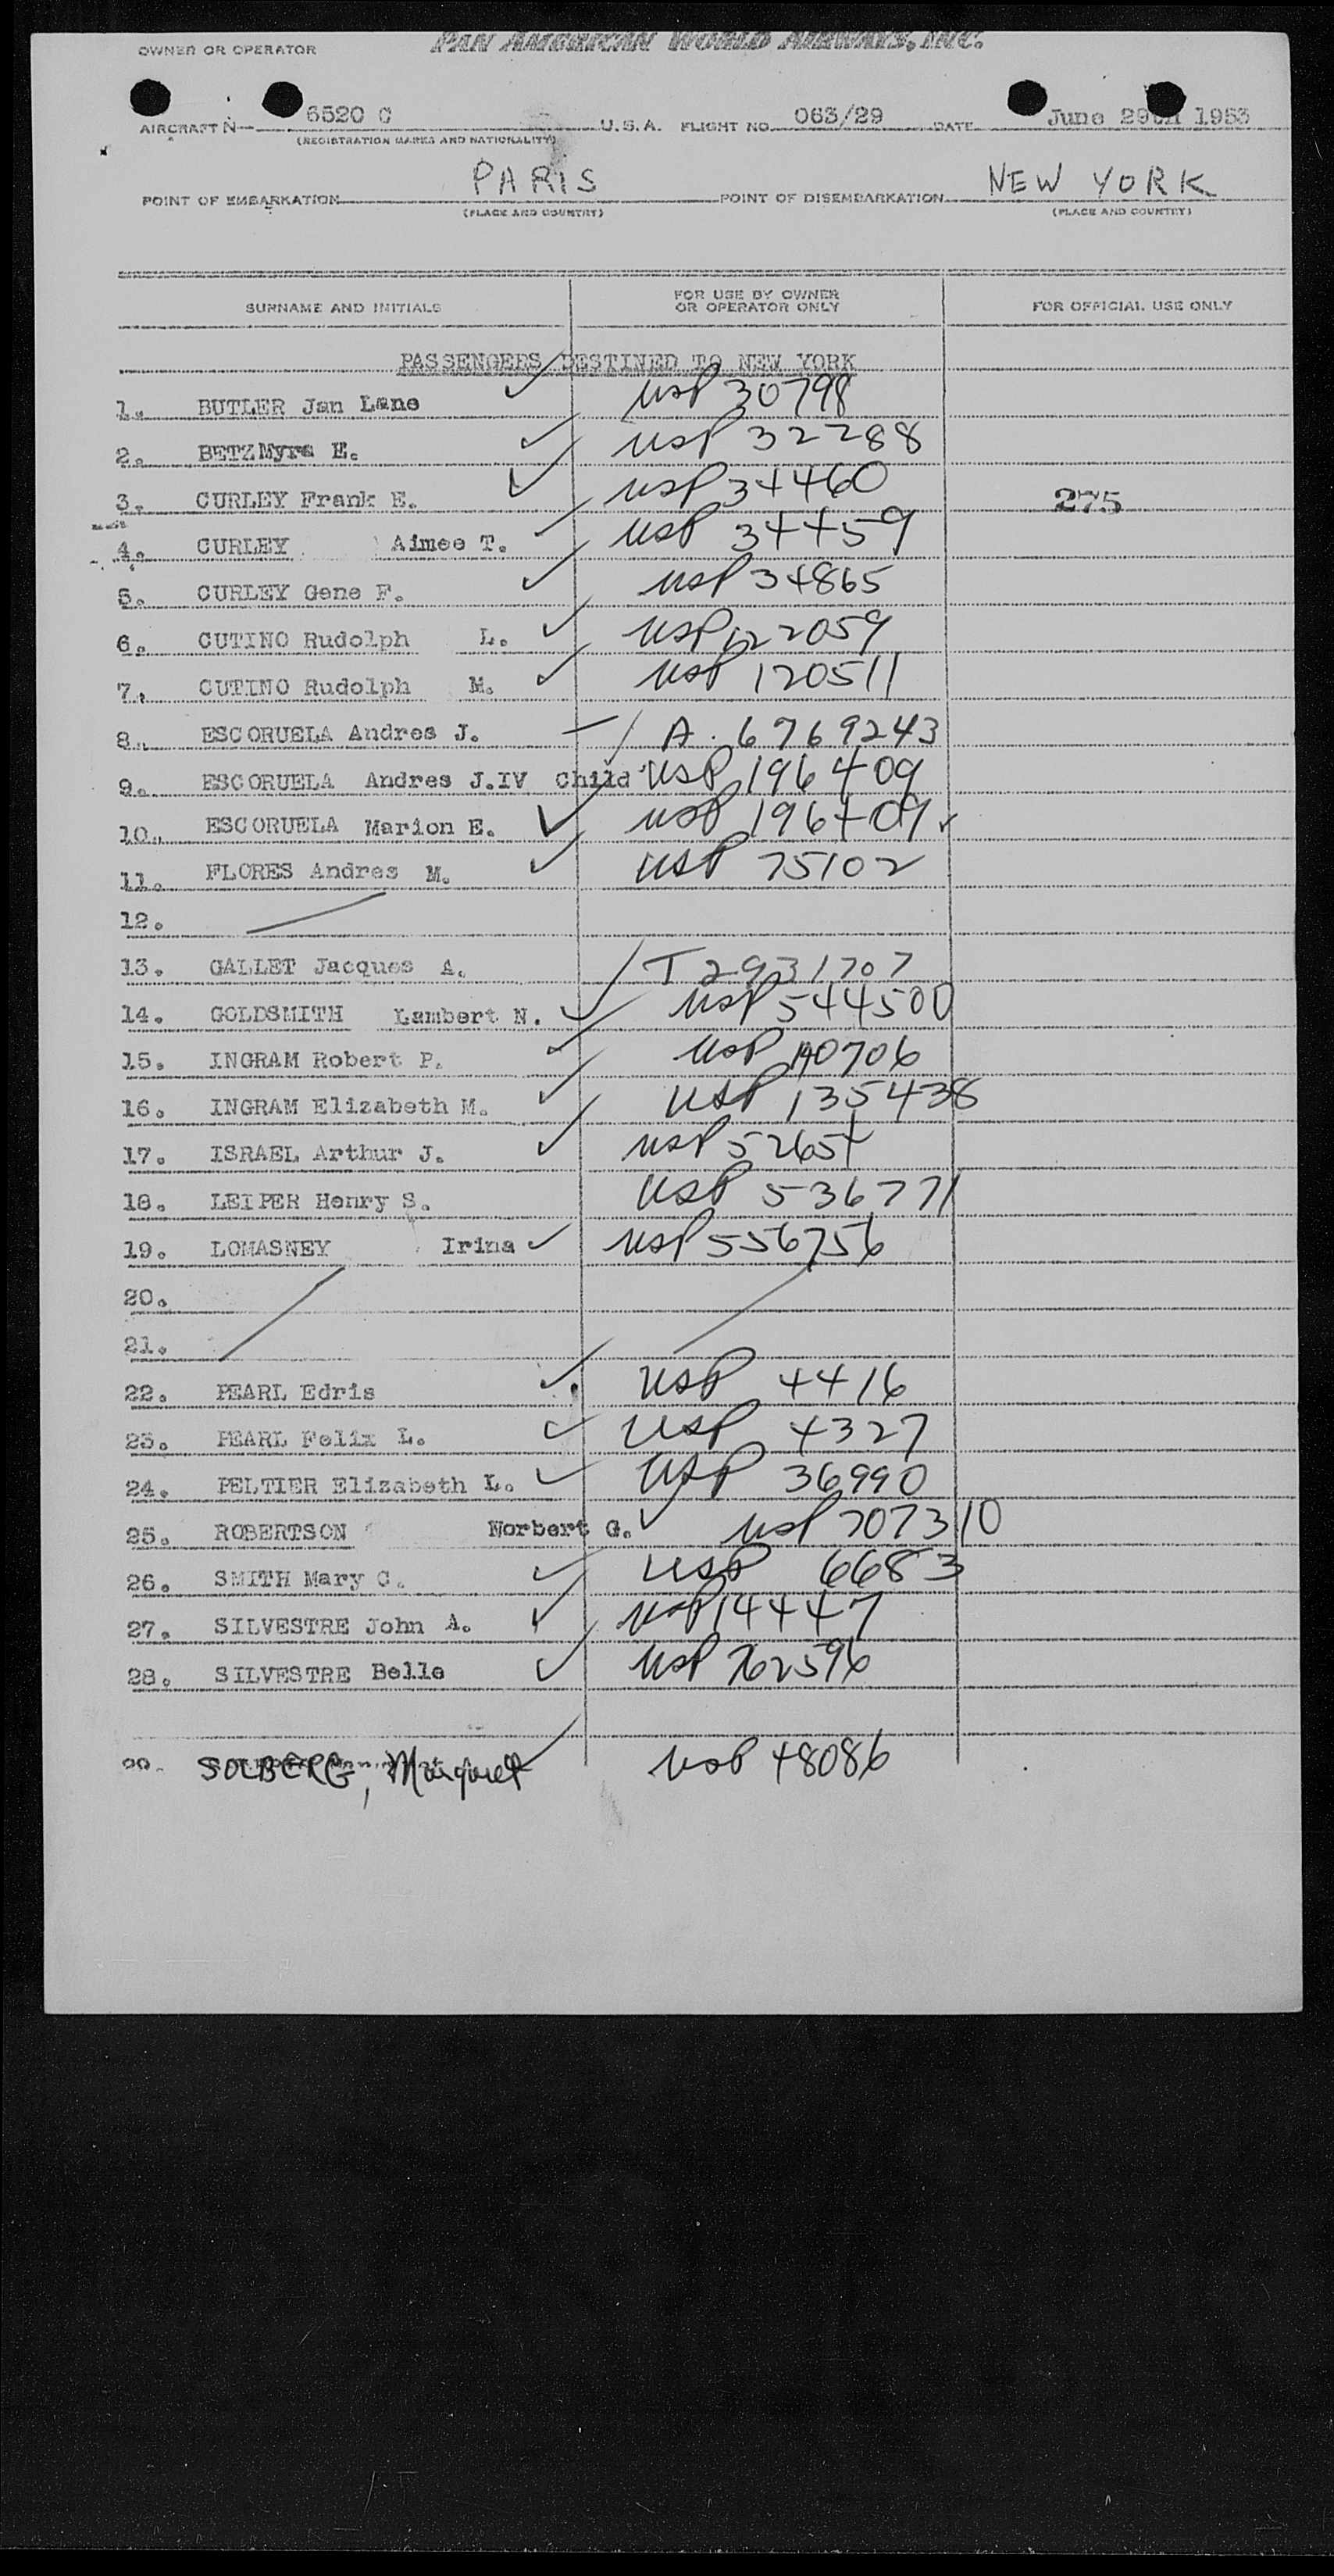 OWNER OR OPERATOR PAN AMERICAN WORLD AIRWAYS, INC.
AIRCRAFT N 6520 C U.S.A. FLIGHT NO. 063/29 DATE June 29th 1953
(REGISTRATION MARKS AND NATIONALITY)
POINT OF EMBARKATION PARIS POINT OF DISEMBARKATION NEW YORK
(PLACE AND COUNTRY) (PLACE AND COUNTRY)
SURNAME AND INITIALS FOR USE BY OWNER OR OPERATOR ONLY FOR OFFICIAL USE ONLY
PASSENGERS DESTINED TO NEW YORK
1. BUTLER Jan Lane ✓ USP 30798
2. BETZ Myra E. ✓ USP 32288
3. CURLEY Frank E. ✓ USP 34460 275
4. CURLEY Aimee T. ✓ USP 34459
5. CURLEY Gene F. ✓ USP 34865
6. CUTINO Rudolph L. ✓ USP 122059
7. CUTINO Rudolph M. ✓ USP 120511
8. ESCORUELA Andres J. A. 6769243
9. ESCORUELA Andres J.IV Child USP 196409
10. ESCORUELA Marion E. ✓ USP 196409 ✓
11. FLORES Andres M. ✓ USP 75102
12.
13. GALLET Jacques A. T 2931707
14. GOLDSMITH Lambert N. ✓ USP 544500
15. INGRAM Robert P. ✓ USP 140706
16. INGRAM Elizabeth M. ✓ USP 135438
17. ISRAEL Arthur J. ✓ USP 52654
18. LEIPER Henry S. USP 536771
19. LOMASNEY Irina ✓ USP 556756
20.
21.
22. PEARL Edris ✓ USP 4416
23. PEARL Felix L. ✓ USP 4327
24. PELTIER Elizabeth L. ✓ USP 36990
25. ROBERTSON Norbert G. ✓ USP 207310
26. SMITH Mary C. ✓ USP 6683
27. SILVESTRE John A. ✓ USP 144447
28. SILVESTRE Belle ✓ USP 262596
29. SOLBERG, Margaret ✓ USP 48086